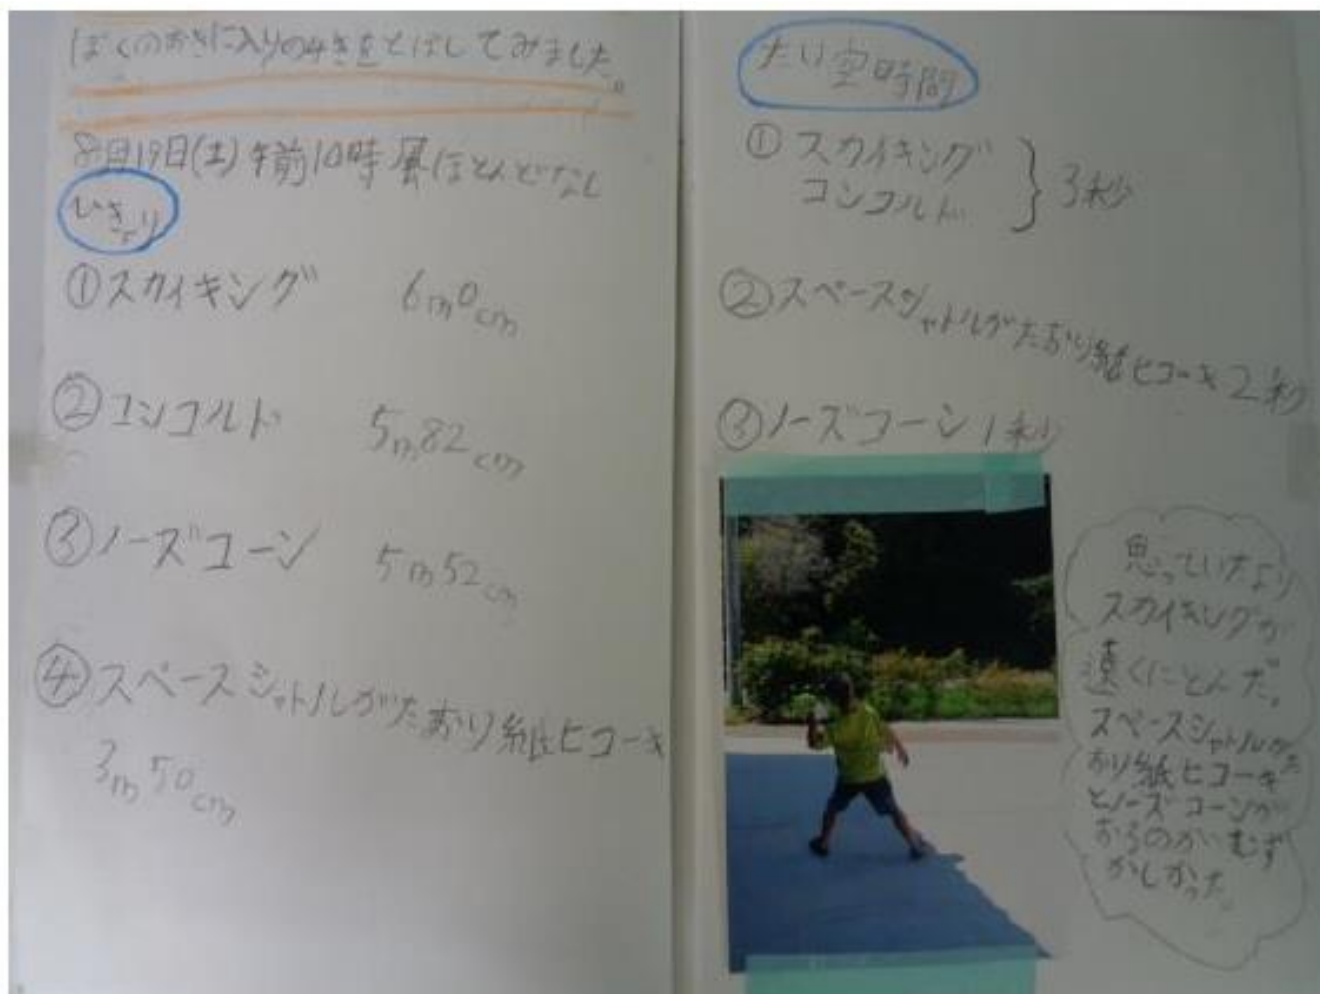 ぼくのおきに入りの4きをとばしてみました。
8月19日(土)午前10時風ほとんどなし
ひきょり
①スカイキング 6m0cm
②コンコルド 5m82cm
③ノーズコーン 5m52cm
④スペースシャトルがたおり紙ヒコーキ
3m50cm
たい空時間
①スカイキング
コンコルド } 3秒
②スペースシャトルがたおり紙ヒコーキ2秒
③ノーズコーン1秒
思っていたより
スカイキングが
遠くにとんだ。
スペースシャトルがた
おり紙ヒコーキ
とノーズコーンが
おるのがむず
かしかった。